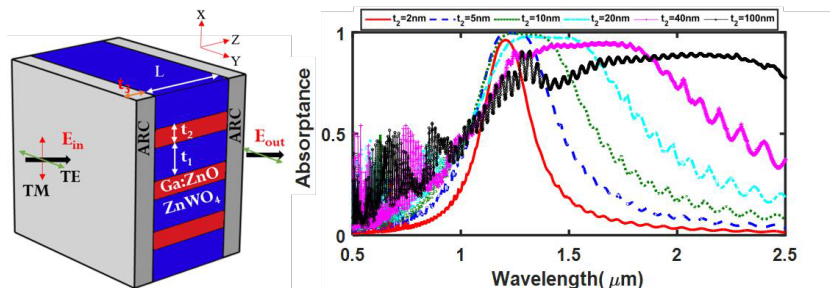 X
Z
Y
L
t3
ARC
ARC
Ein
t2
t1
Eout
TE
TM
Ga:ZnO
ZnWO4
t2=2nm t2=5nm t2=10nm t2=20nm t2=40nm t2=100nm
Absorptance
1
0.5
0
0.5 1 1.5 2 2.5
Wavelength( μm)